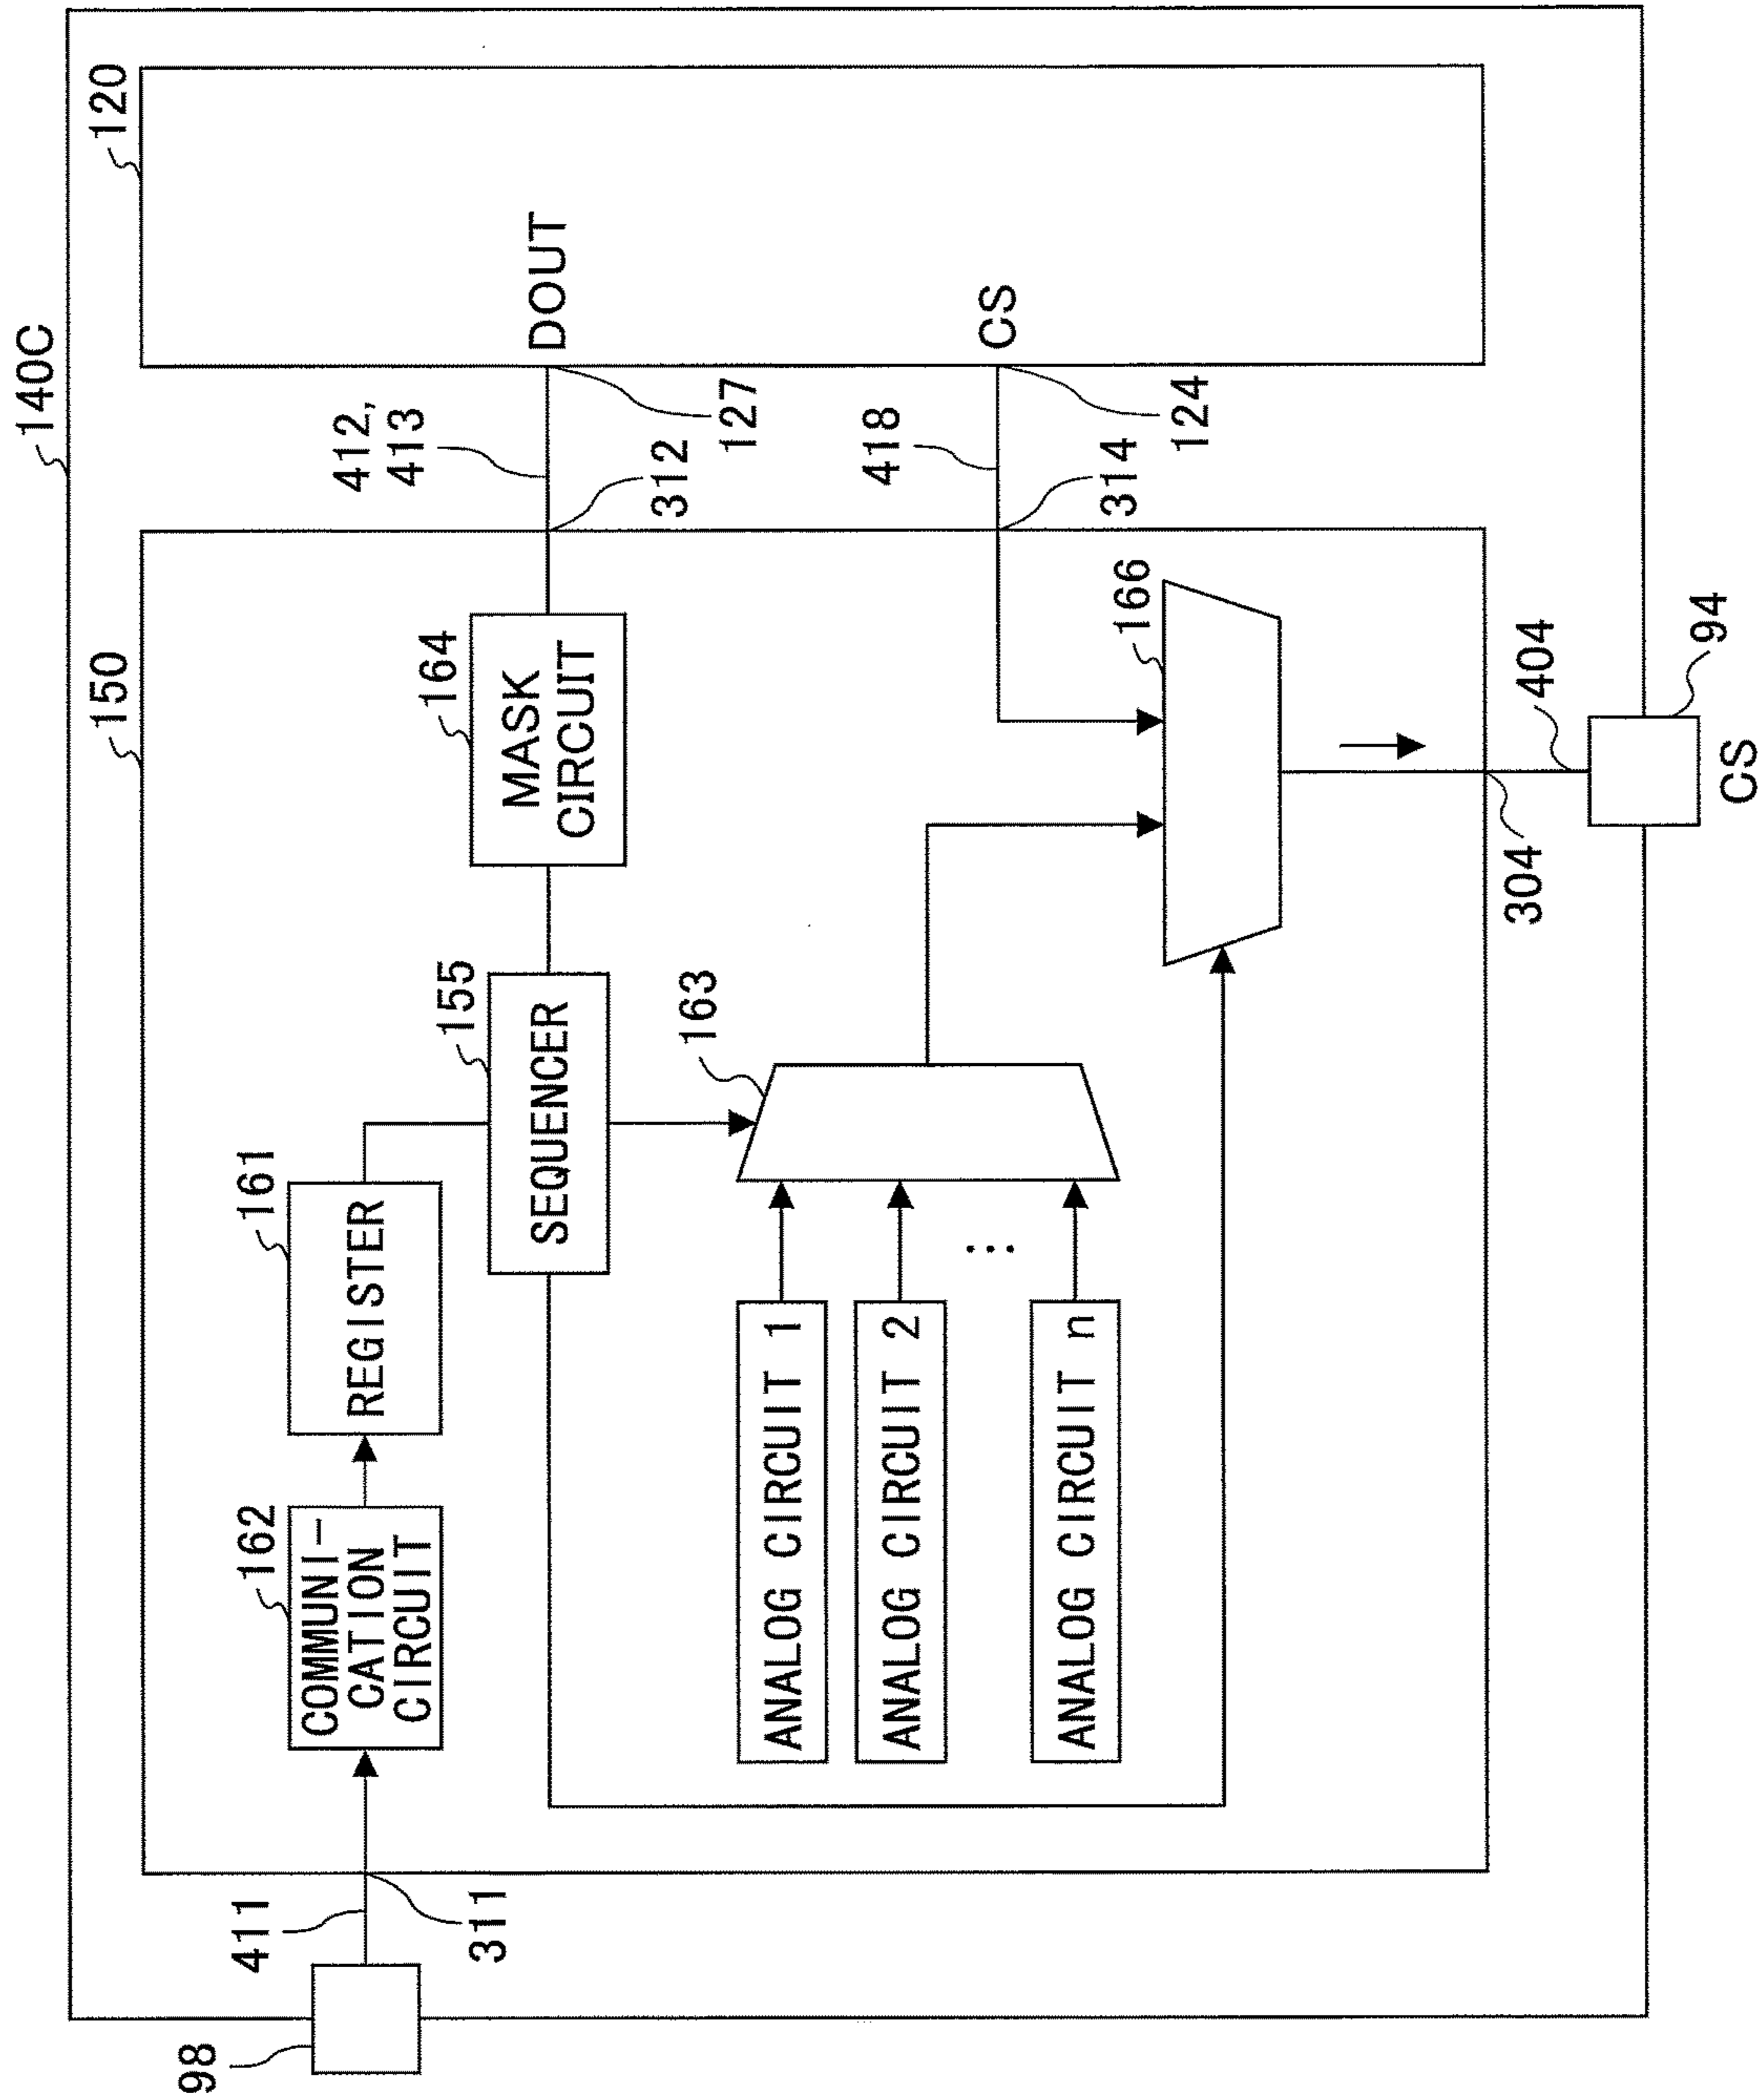 140C
120
150
DOUT
CS
412,
413
127
312
418
124
314
164
MASK
CIRCUIT
166
155
SEQUENCER
163
161
REGISTER
162
COMMUNI-
CATION
CIRCUIT
ANALOG CIRCUIT 1
ANALOG CIRCUIT 2
⋮
ANALOG CIRCUIT n
411
311
98
304
404
94
CS